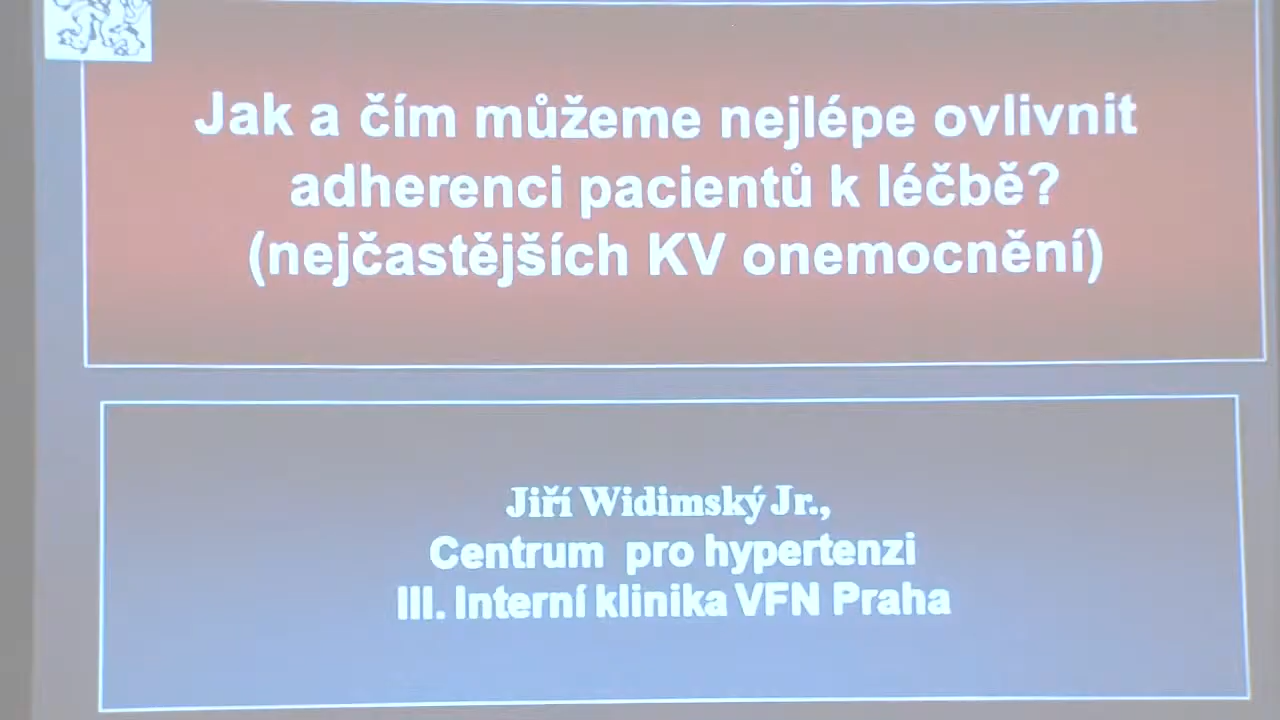 Jak a čím můžeme nejlépe ovlivnit
adherenci pacientů k léčbě?
(nejčastějších KV onemocnění)
Jiří Widimský Jr.,
Centrum pro hypertenzi
III. Interní klinika VFN Praha